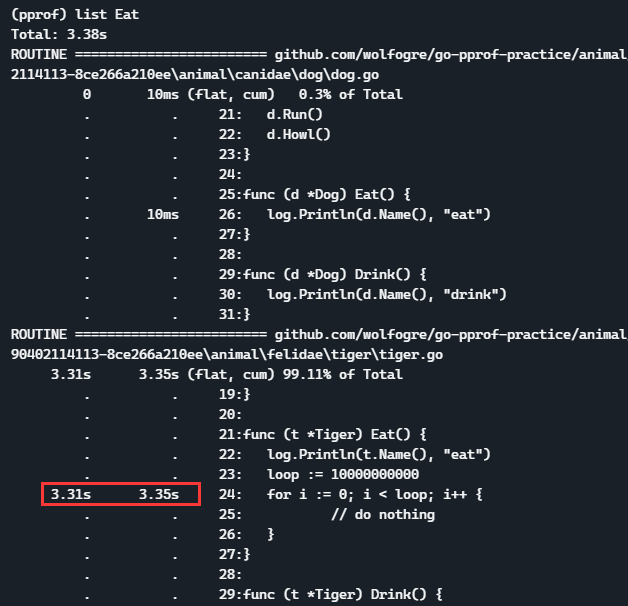 (pprof) list Eat
Total: 3.38s
ROUTINE ======================== github.com/wolfogre/go-pprof-practice/animal
2114113-8ce266a210ee\animal\canidae\dog\dog.go
         0       10ms (flat, cum)   0.3% of Total
         .          .     21:   d.Run()
         .          .     22:   d.Howl()
         .          .     23:}
         .          .     24:
         .          .     25:func (d *Dog) Eat() {
         .       10ms     26:   log.Println(d.Name(), "eat")
         .          .     27:}
         .          .     28:
         .          .     29:func (d *Dog) Drink() {
         .          .     30:   log.Println(d.Name(), "drink")
         .          .     31:}
ROUTINE ======================== github.com/wolfogre/go-pprof-practice/animal
90402114113-8ce266a210ee\animal\felidae\tiger\tiger.go
     3.31s      3.35s (flat, cum) 99.11% of Total
         .          .     19:}
         .          .     20:
         .          .     21:func (t *Tiger) Eat() {
         .          .     22:   log.Println(t.Name(), "eat")
         .          .     23:   loop := 10000000000
     3.31s      3.35s     24:   for i := 0; i < loop; i++ {
         .          .     25:           // do nothing
         .          .     26:   }
         .          .     27:}
         .          .     28:
         .          .     29:func (t *Tiger) Drink() {